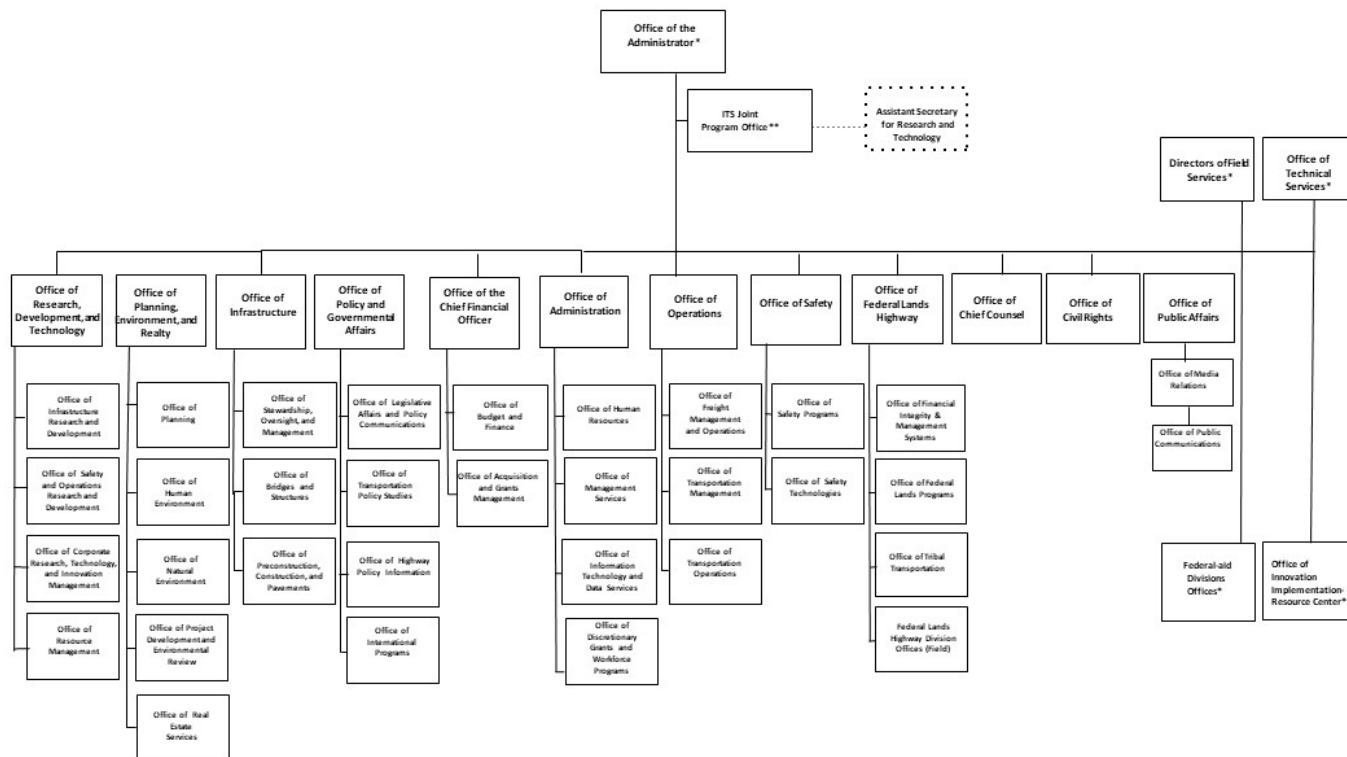 Office of the
Administrator*
ITS Joint
Program Office**
Assistant Secretary
for Research and
Technology
Directors of Field
Services*
Office of
Technical
Services*
Office of
Research,
Development, and
Technology
Office of
Planning,
Environment, and
Realty
Office of
Infrastructure
Office of
Policy and
Governmental
Affairs
Office of the
Chief Financial
Officer
Office of
Administration
Office of
Operations
Office of Safety
Office of
Federal Lands
Highway
Office of
Chief Counsel
Office of
Civil Rights
Office of
Public Affairs
Office of
Infrastructure
Research and
Development
Office of Safety
and Operations
Research and
Development
Office of Corporate
Research, Technology,
and Innovation
Management
Office of
Resource
Management
Office of
Planning
Office of
Human
Environment
Office of
Natural
Environment
Office of Project
Development and
Environmental
Review
Office of Real
Estate
Services
Office of
Stewardship,
Oversight, and
Management
Office of
Bridges and
Structures
Office of
Preconstruction,
Construction, and
Pavements
Office of Legislative
Affairs and Policy
Communications
Office of
Transportation
Policy Studies
Office of Highway
Policy Information
Office of
International
Programs
Office of
Budget and
Finance
Office of Acquisition
and Grants
Management
Office of Human
Resources
Office of
Management
Services
Office of
Information
Technology and
Data Services
Office of
Discretionary
Grants and
Workforce
Programs
Office of
Freight
Management
and Operations
Office of
Transportation
Management
Office of
Transportation
Operations
Office of
Safety Programs
Office of Safety
Technologies
Office of Financial
Integrity &
Management
Systems
Office of Federal
Lands Programs
Office of Tribal
Transportation
Federal Lands
Highway Division
Offices (Field)
Office of Media
Relations
Office of Public
Communications
Federal-aid
Divisions
Offices*
Office of
Innovation
Implementation-
Resource Center*